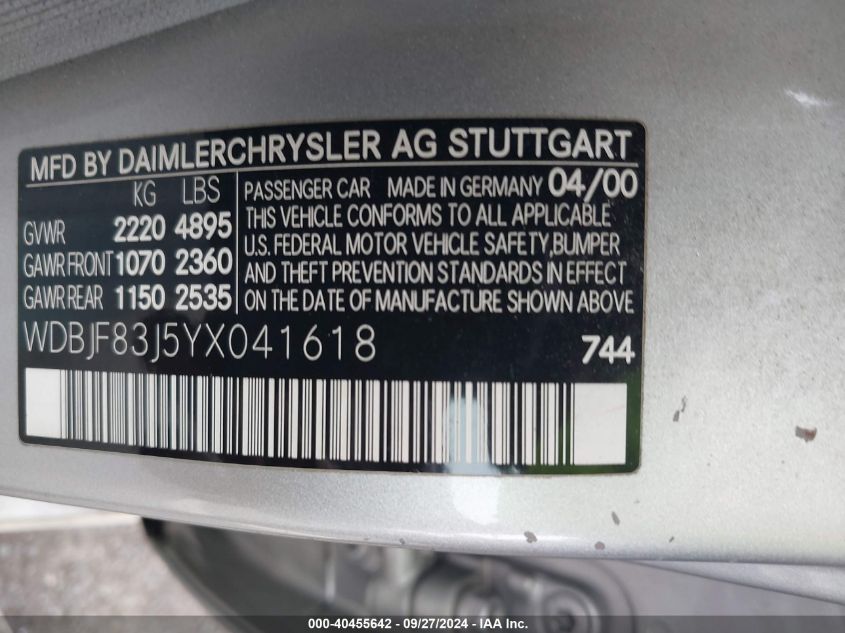 MFD BY DAIMLERCHRYSLER AG STUTTGART
KG LBS
GVWR 2220 4895
GAWR FRONT 1070 2360
GAWR REAR 1150 2535
PASSENGER CAR MADE IN GERMANY 04/00
THIS VEHICLE CONFORMS TO ALL APPLICABLE
U.S. FEDERAL MOTOR VEHICLE SAFETY,BUMPER
AND THEFT PREVENTION STANDARDS IN EFFECT
ON THE DATE OF MANUFACTURE SHOWN ABOVE
WDBJF83J5YX041618 744
000-40455642 - 09/27/2024 - IAA Inc.